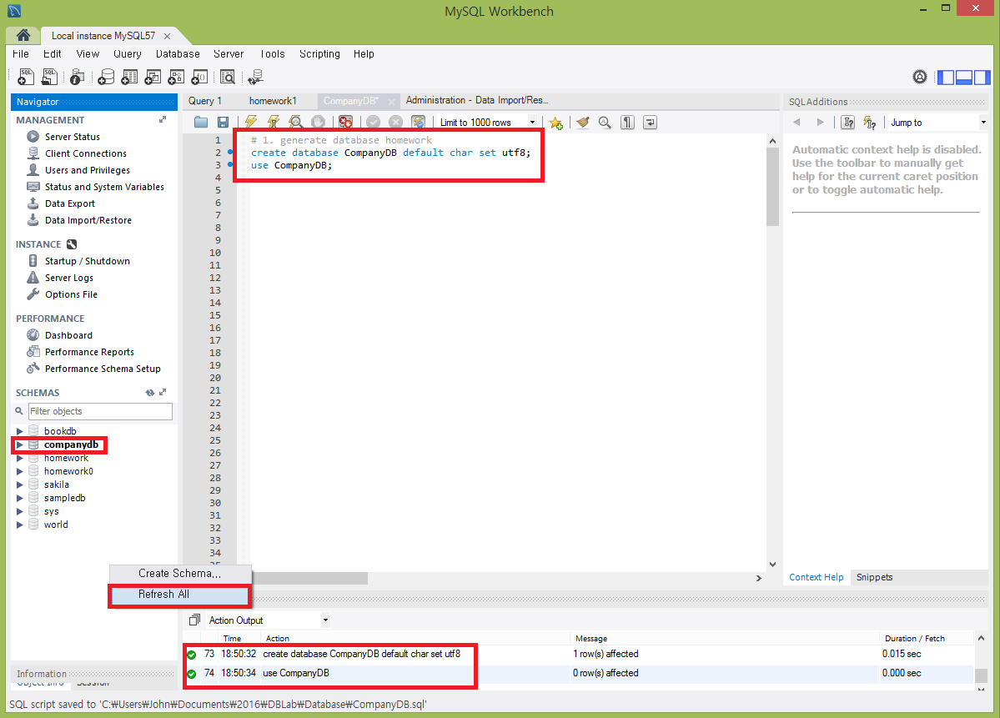 MySQL Workbench
Local instance MySQL57
File Edit View Query Database Server Tools Scripting Help
Navigator
MANAGEMENT
Server Status
Client Connections
Users and Privileges
Status and System Variables
Data Export
Data Import/Restore
INSTANCE
Startup / Shutdown
Server Logs
Options File
PERFORMANCE
Dashboard
Performance Reports
Performance Schema Setup
SCHEMAS
Filter objects
bookdb
companydb
homework
homework0
sakila
sampledb
sys
world
Create Schema...
Refresh All
Information
Object Info Session
Query 1 homework1 CompanyDB* Administration - Data Import/Res...
Limit to 1000 rows
1 # 1. generate database homework
2 create database CompanyDB default char set utf8;
3 use CompanyDB;
4
5
6
7
8
9
10
11
12
13
14
15
16
17
18
19
20
21
22
23
24
25
26
27
28
29
30
31
32
33
34
35
SQLAdditions
Jump to
Automatic context help is disabled.
Use the toolbar to manually get
help for the current caret position
or to toggle automatic help.
Context Help Snippets
Action Output
Time Action Message Duration / Fetch
73 18:50:32 create database CompanyDB default char set utf8 1 row(s) affected 0.015 sec
74 18:50:34 use CompanyDB 0 row(s) affected 0.000 sec
SQL script saved to 'C:₩Users₩John₩Documents₩2016₩DBLab₩Database₩CompanyDB.sql'